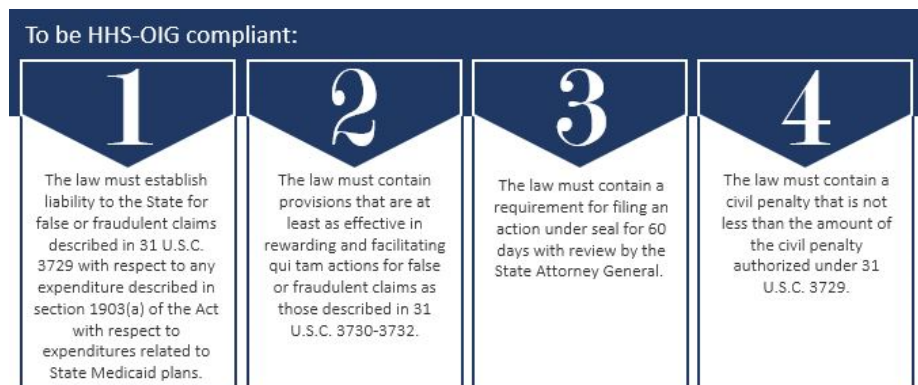 To be HHS-OIG compliant:
1
The law must establish
liability to the State for
false or fraudulent claims
described in 31 U.S.C.
3729 with respect to any
expenditure described in
section 1903(a) of the Act
with respect to
expenditures related to
State Medicaid plans.
2
The law must contain
provisions that are at
least as effective in
rewarding and facilitating
qui tam actions for false
or fraudulent claims as
those described in 31
U.S.C. 3730-3732.
3
The law must contain a
requirement for filing an
action under seal for 60
days with review by the
State Attorney General.
4
The law must contain a
civil penalty that is not
less than the amount of
the civil penalty
authorized under 31
U.S.C. 3729.